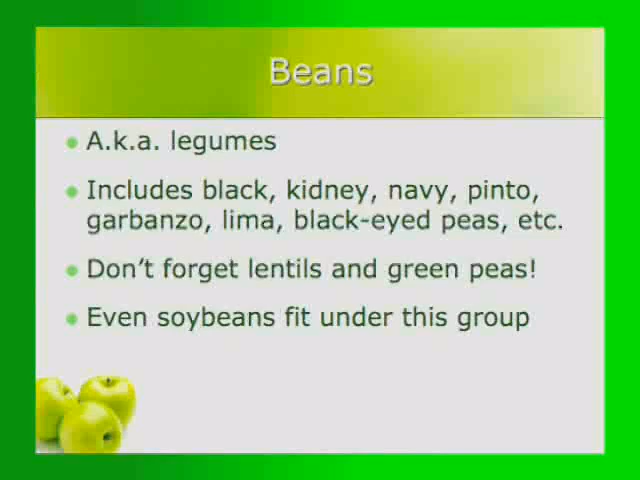 Beans
A.k.a. legumes
Includes black, kidney, navy, pinto,
garbanzo, lima, black-eyed peas, etc.
Don't forget lentils and green peas!
Even soybeans fit under this group